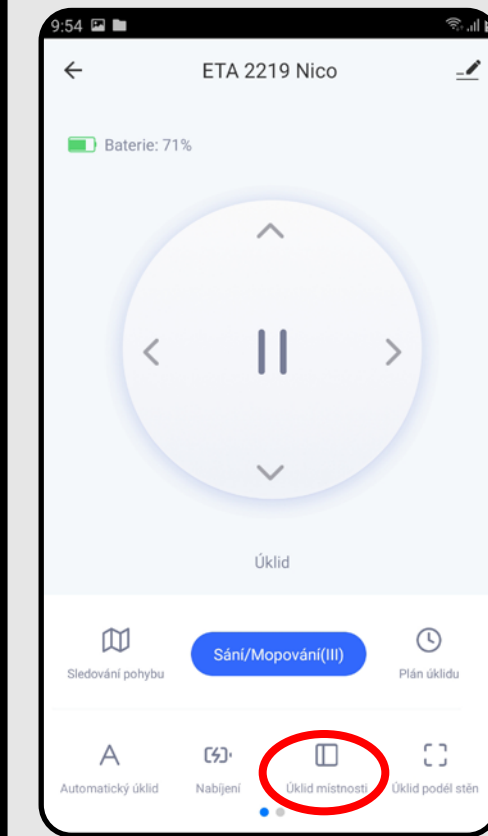 9:54
ETA 2219 Nico
Baterie: 71%
Úklid
Sledování pohybu
Sání/Mopování(III)
Plán úklidu
Automatický úklid
Nabíjení
Úklid místnosti
Úklid podél stěn